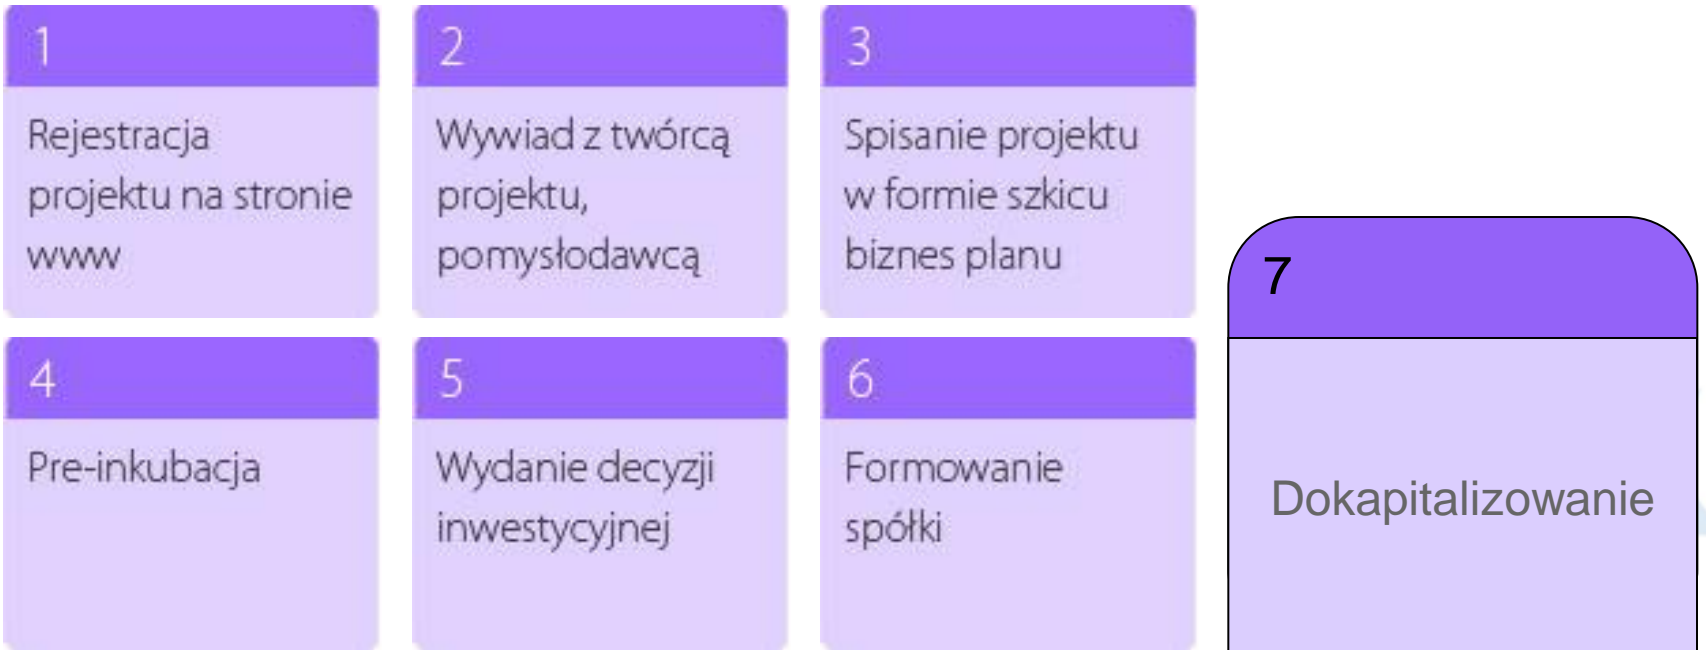 1
Rejestracja
projektu na stronie
www
2
Wywiad z twórcą
projektu,
pomysłodawcą
3
Spisanie projektu
w formie szkicu
biznes planu
4
Pre-inkubacja
5
Wydanie decyzji
inwestycyjnej
6
Formowanie
spółki
7
Dokapitalizowanie